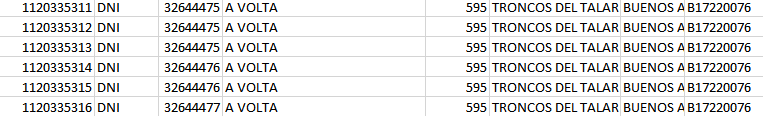 1120335311 DNI 32644475 A VOLTA 595 TRONCOS DEL TALAR BUENOS A B17220076
1120335312 DNI 32644475 A VOLTA 595 TRONCOS DEL TALAR BUENOS A B17220076
1120335313 DNI 32644475 A VOLTA 595 TRONCOS DEL TALAR BUENOS A B17220076
1120335314 DNI 32644476 A VOLTA 595 TRONCOS DEL TALAR BUENOS A B17220076
1120335315 DNI 32644476 A VOLTA 595 TRONCOS DEL TALAR BUENOS A B17220076
1120335316 DNI 32644477 A VOLTA 595 TRONCOS DEL TALAR BUENOS A B17220076